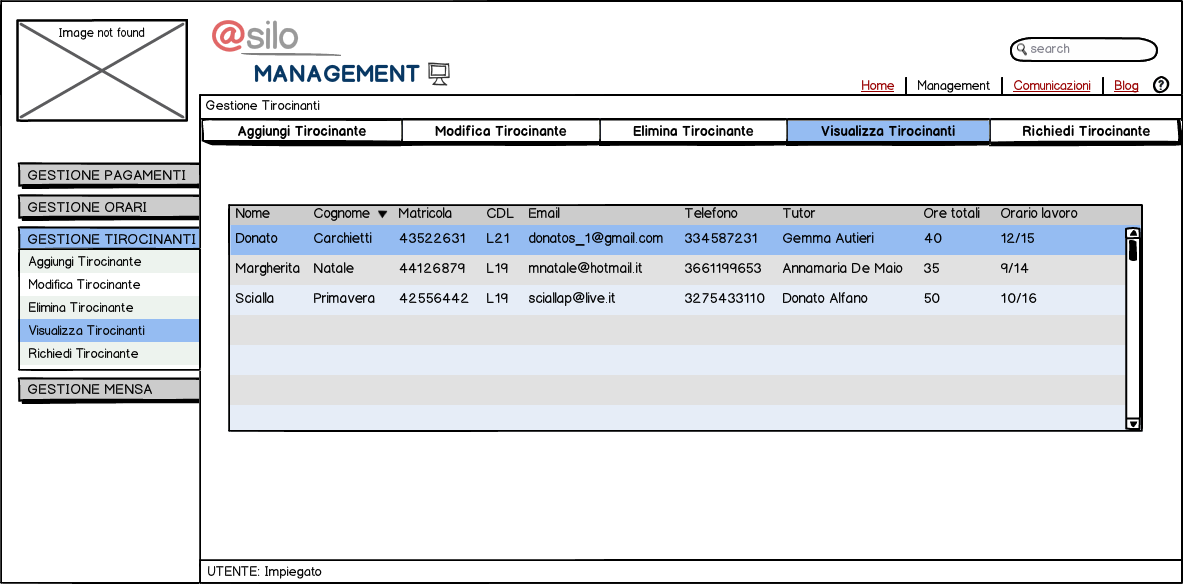 Image not found
@silo
MANAGEMENT
search
Home Management Comunicazioni Blog ?
Gestione Tirocinanti
Aggiungi Tirocinante Modifica Tirocinante Elimina Tirocinante Visualizza Tirocinanti Richiedi Tirocinante
GESTIONE PAGAMENTI
GESTIONE ORARI
GESTIONE TIROCINANTI
Aggiungi Tirocinante
Modifica Tirocinante
Elimina Tirocinante
Visualizza Tirocinanti
Richiedi Tirocinante
GESTIONE MENSA
Nome Cognome Matricola CDL Email Telefono Tutor Ore totali Orario lavoro
Donato Carchietti 43522631 L21 donatos_1@gmail.com 334587231 Gemma Autieri 40 12/15
Margherita Natale 44126879 L19 mnatale@hotmail.it 3661199653 Annamaria De Maio 35 9/14
Scialla Primavera 42556442 L19 sciallap@live.it 3275433110 Donato Alfano 50 10/16
UTENTE: Impiegato